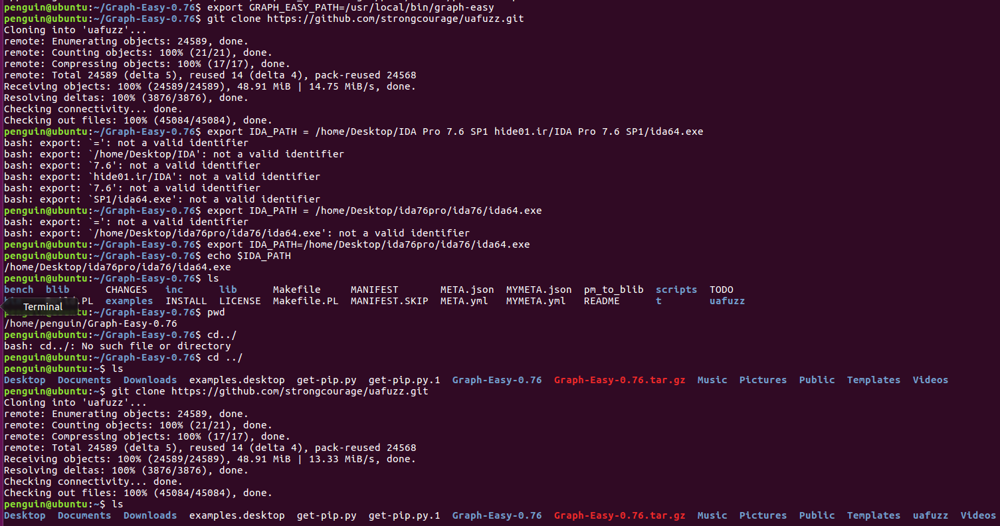 penguin@ubuntu:~/Graph-Easy-0.76$ export GRAPH_EASY_PATH=/usr/local/bin/graph-easy
penguin@ubuntu:~/Graph-Easy-0.76$ git clone https://github.com/strongcourage/uafuzz.git
Cloning into 'uafuzz'...
remote: Enumerating objects: 24589, done.
remote: Counting objects: 100% (21/21), done.
remote: Compressing objects: 100% (17/17), done.
remote: Total 24589 (delta 5), reused 14 (delta 4), pack-reused 24568
Receiving objects: 100% (24589/24589), 48.91 MiB | 14.75 MiB/s, done.
Resolving deltas: 100% (3876/3876), done.
Checking connectivity... done.
Checking out files: 100% (45084/45084), done.
penguin@ubuntu:~/Graph-Easy-0.76$ export IDA_PATH = /home/Desktop/IDA Pro 7.6 SP1 hide01.ir/IDA Pro 7.6 SP1/ida64.exe
bash: export: `=': not a valid identifier
bash: export: `/home/Desktop/IDA': not a valid identifier
bash: export: `7.6': not a valid identifier
bash: export: `hide01.ir/IDA': not a valid identifier
bash: export: `7.6': not a valid identifier
bash: export: `SP1/ida64.exe': not a valid identifier
penguin@ubuntu:~/Graph-Easy-0.76$ export IDA_PATH = /home/Desktop/ida76pro/ida76/ida64.exe
bash: export: `=': not a valid identifier
bash: export: `/home/Desktop/ida76pro/ida76/ida64.exe': not a valid identifier
penguin@ubuntu:~/Graph-Easy-0.76$ export IDA_PATH=/home/Desktop/ida76pro/ida76/ida64.exe
penguin@ubuntu:~/Graph-Easy-0.76$ echo $IDA_PATH
/home/Desktop/ida76pro/ida76/ida64.exe
penguin@ubuntu:~/Graph-Easy-0.76$ ls
bench blib CHANGES inc lib Makefile MANIFEST META.json MYMETA.json pm_to_blib scripts TODO
.PL examples INSTALL LICENSE Makefile.PL MANIFEST.SKIP META.yml MYMETA.yml README t uafuzz
Terminal
penguin@ubuntu:~/Graph-Easy-0.76$ pwd
/home/penguin/Graph-Easy-0.76
penguin@ubuntu:~/Graph-Easy-0.76$ cd../
bash: cd../: No such file or directory
penguin@ubuntu:~/Graph-Easy-0.76$ cd ../
penguin@ubuntu:~$ ls
Desktop Documents Downloads examples.desktop get-pip.py get-pip.py.1 Graph-Easy-0.76 Graph-Easy-0.76.tar.gz Music Pictures Public Templates Videos
penguin@ubuntu:~$ git clone https://github.com/strongcourage/uafuzz.git
Cloning into 'uafuzz'...
remote: Enumerating objects: 24589, done.
remote: Counting objects: 100% (21/21), done.
remote: Compressing objects: 100% (17/17), done.
remote: Total 24589 (delta 5), reused 14 (delta 4), pack-reused 24568
Receiving objects: 100% (24589/24589), 48.91 MiB | 13.33 MiB/s, done.
Resolving deltas: 100% (3876/3876), done.
Checking connectivity... done.
Checking out files: 100% (45084/45084), done.
penguin@ubuntu:~$ ls
Desktop Documents Downloads examples.desktop get-pip.py get-pip.py.1 Graph-Easy-0.76 Graph-Easy-0.76.tar.gz Music Pictures Public Templates uafuzz Videos